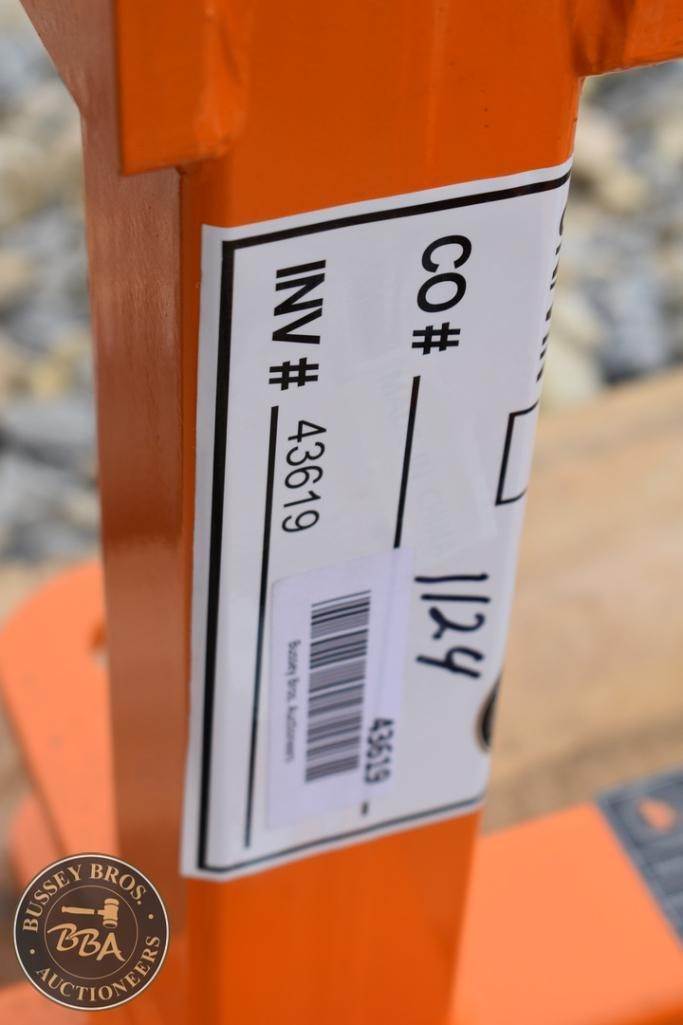 CO # 1124
INV # 43619
43619
Bussey Bros. Auctioneers
BUSSEY BROS.
BBA
AUCTIONEERS